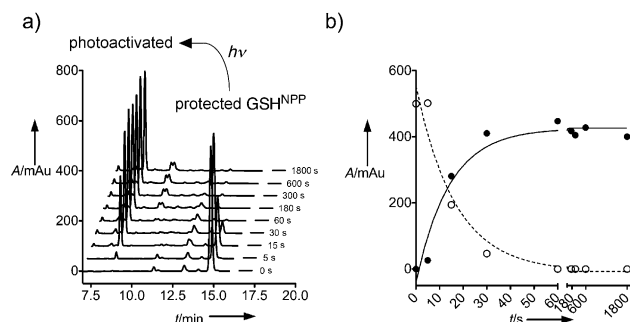 a)
photoactivated
hν
protected GSH^NPP
800
600
400
200
0
A/mAu
1800 s
600 s
300 s
180 s
60 s
30 s
15 s
5 s
0 s
7.5 10.0 12.5 15.0 17.5 20.0
t/min
b)
600
400
200
0
A/mAu
0 10 20 30 40 50 60 180 600 1800
t/s